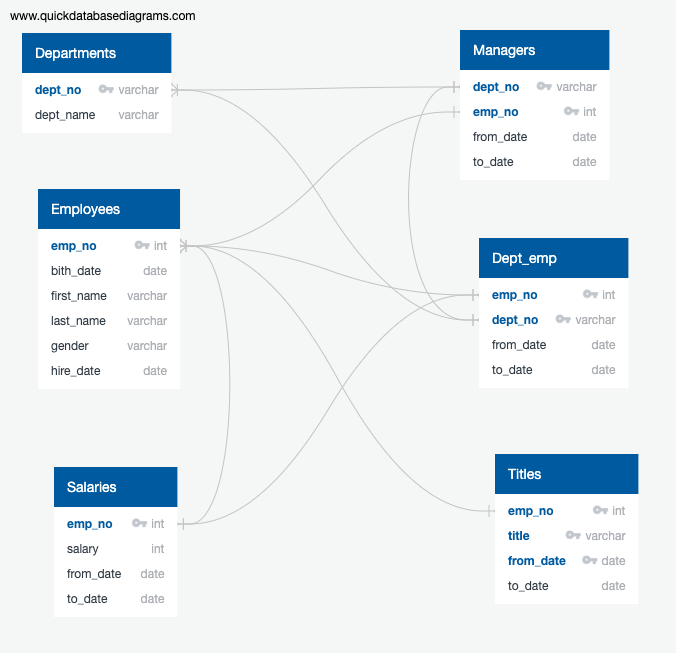 www.quickdatabasediagrams.com
Departments
dept_no varchar
dept_name varchar
Managers
dept_no varchar
emp_no int
from_date date
to_date date
Employees
emp_no int
bith_date date
first_name varchar
last_name varchar
gender varchar
hire_date date
Dept_emp
emp_no int
dept_no varchar
from_date date
to_date date
Salaries
emp_no int
salary int
from_date date
to_date date
Titles
emp_no int
title varchar
from_date date
to_date date